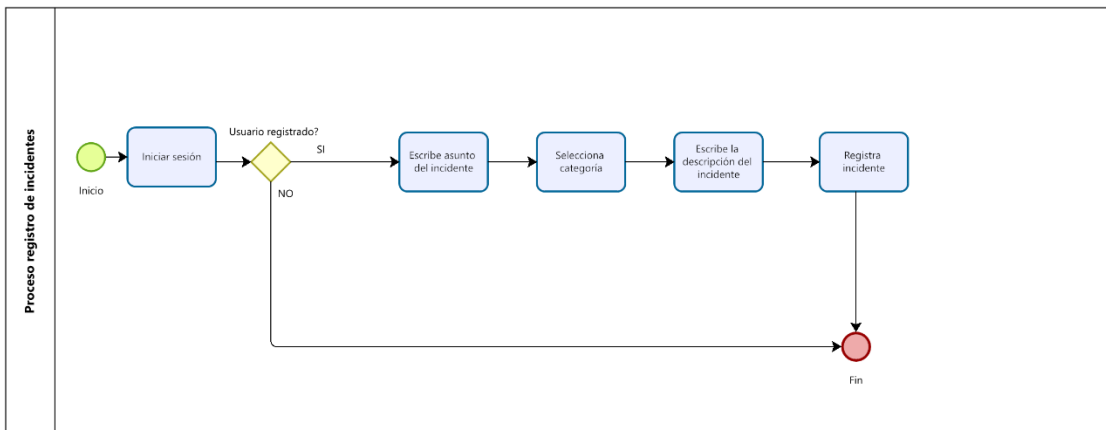 Proceso registro de incidentes
Inicio
Iniciar sesión
Usuario registrado?
SI
NO
Escribe asunto
del incidente
Selecciona
categoría
Escribe la
descripción del
incidente
Registra
incidente
Fin